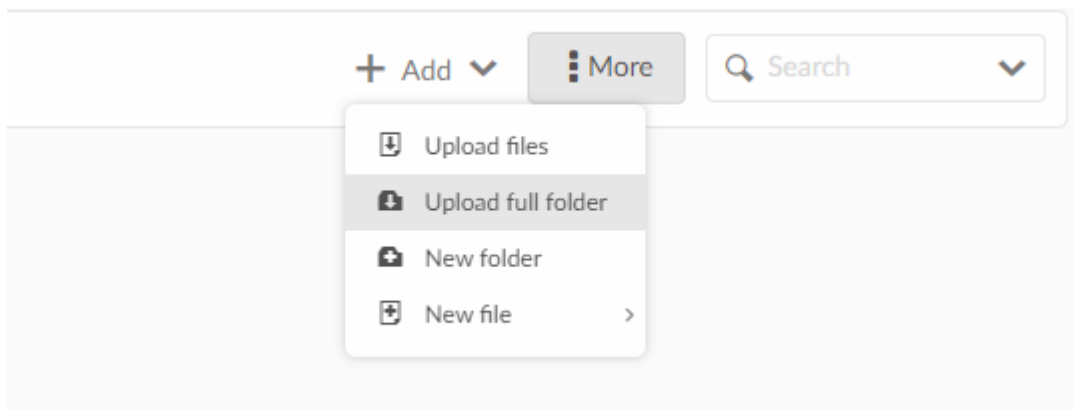 Add More Search
Upload files
Upload full folder
New folder
New file